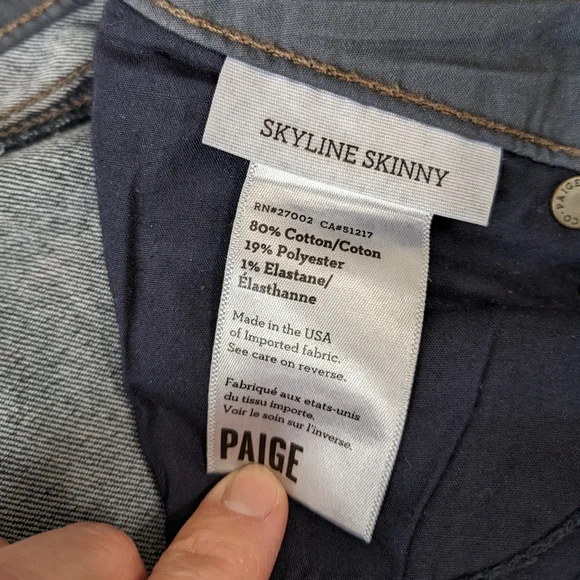 SKYLINE SKINNY
RN#27002 CA#51217
80% Cotton/Coton
19% Polyester
1% Elastane/
Élasthanne
Made in the USA
of Imported fabric.
See care on reverse.
Fabriqué aux etats-unis
du tissu importe.
Voir le soin sur l'inverse.
PAIGE
PAIGE